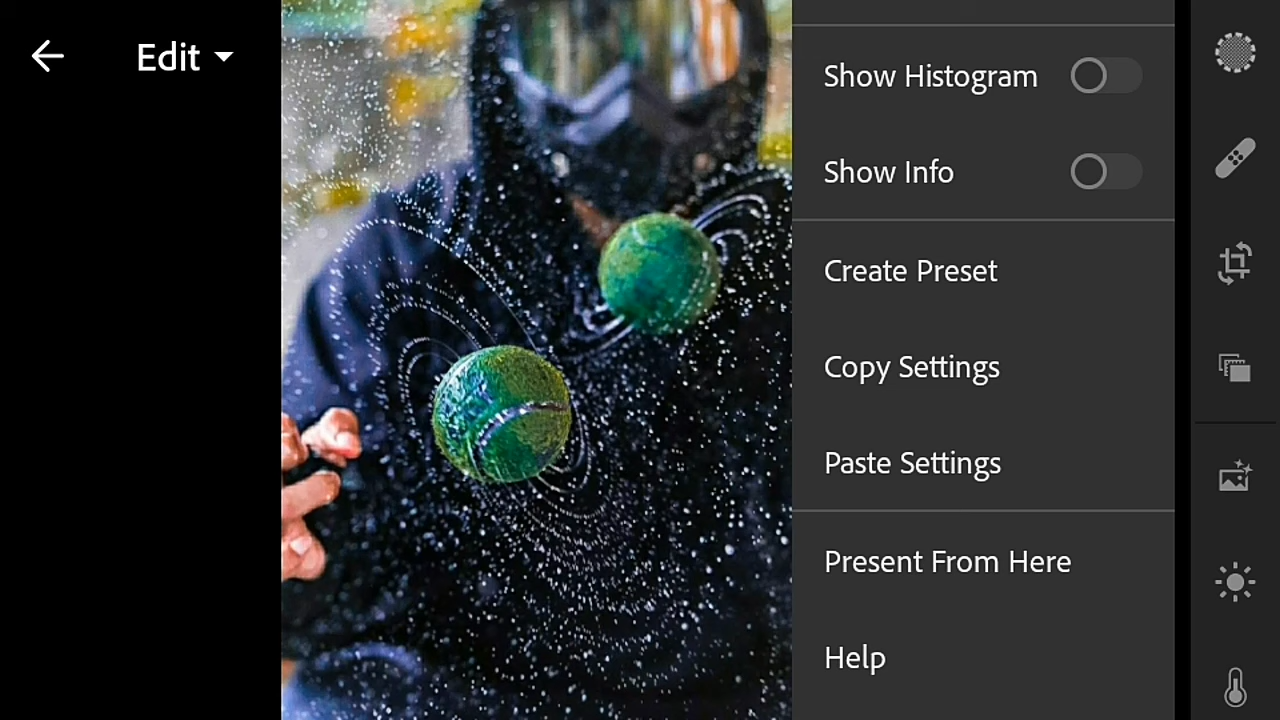 Edit
Show Histogram
Show Info
Create Preset
Copy Settings
Paste Settings
Present From Here
Help